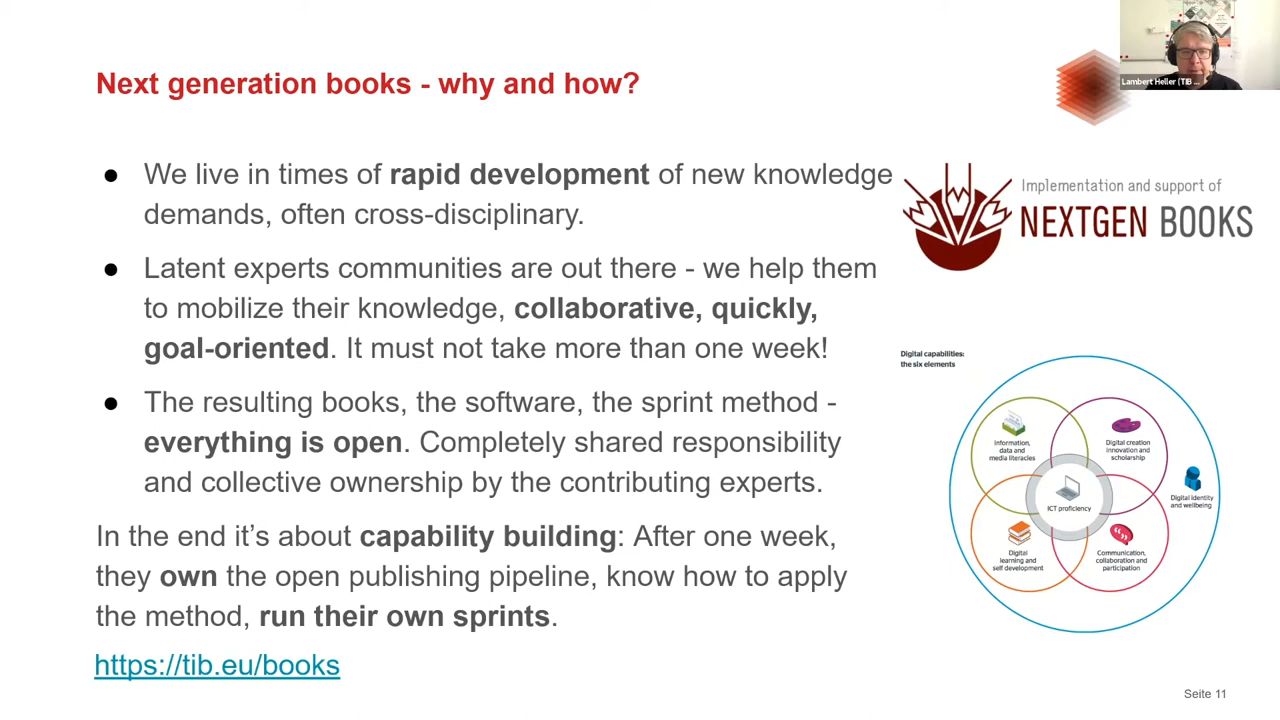 Next generation books - why and how?
Lambert Heller (TIB ...
● We live in times of rapid development of new knowledge
demands, often cross-disciplinary.
● Latent experts communities are out there - we help them
to mobilize their knowledge, collaborative, quickly,
goal-oriented. It must not take more than one week!
● The resulting books, the software, the sprint method -
everything is open. Completely shared responsibility
and collective ownership by the contributing experts.
In the end it’s about capability building: After one week,
they own the open publishing pipeline, know how to apply
the method, run their own sprints.
https://tib.eu/books
Implementation and support of
NEXTGEN BOOKS
Digital capabilities:
the six elements
Information,
data and
media literacies
Digital creation
innovation and
scholarship
ICT proficiency
Digital identity
and wellbeing
Digital
learning and
self development
Communication,
collaboration and
participation
Seite 11